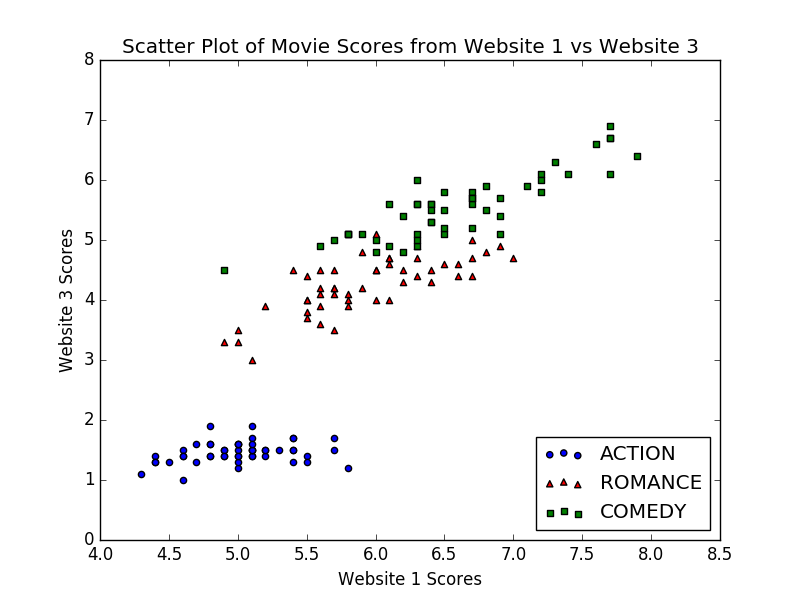 Scatter Plot of Movie Scores from Website 1 vs Website 3
8
7
6
5
4
3
2
1
0
Website 3 Scores
ACTION
ROMANCE
COMEDY
4.0 4.5 5.0 5.5 6.0 6.5 7.0 7.5 8.0 8.5
Website 1 Scores